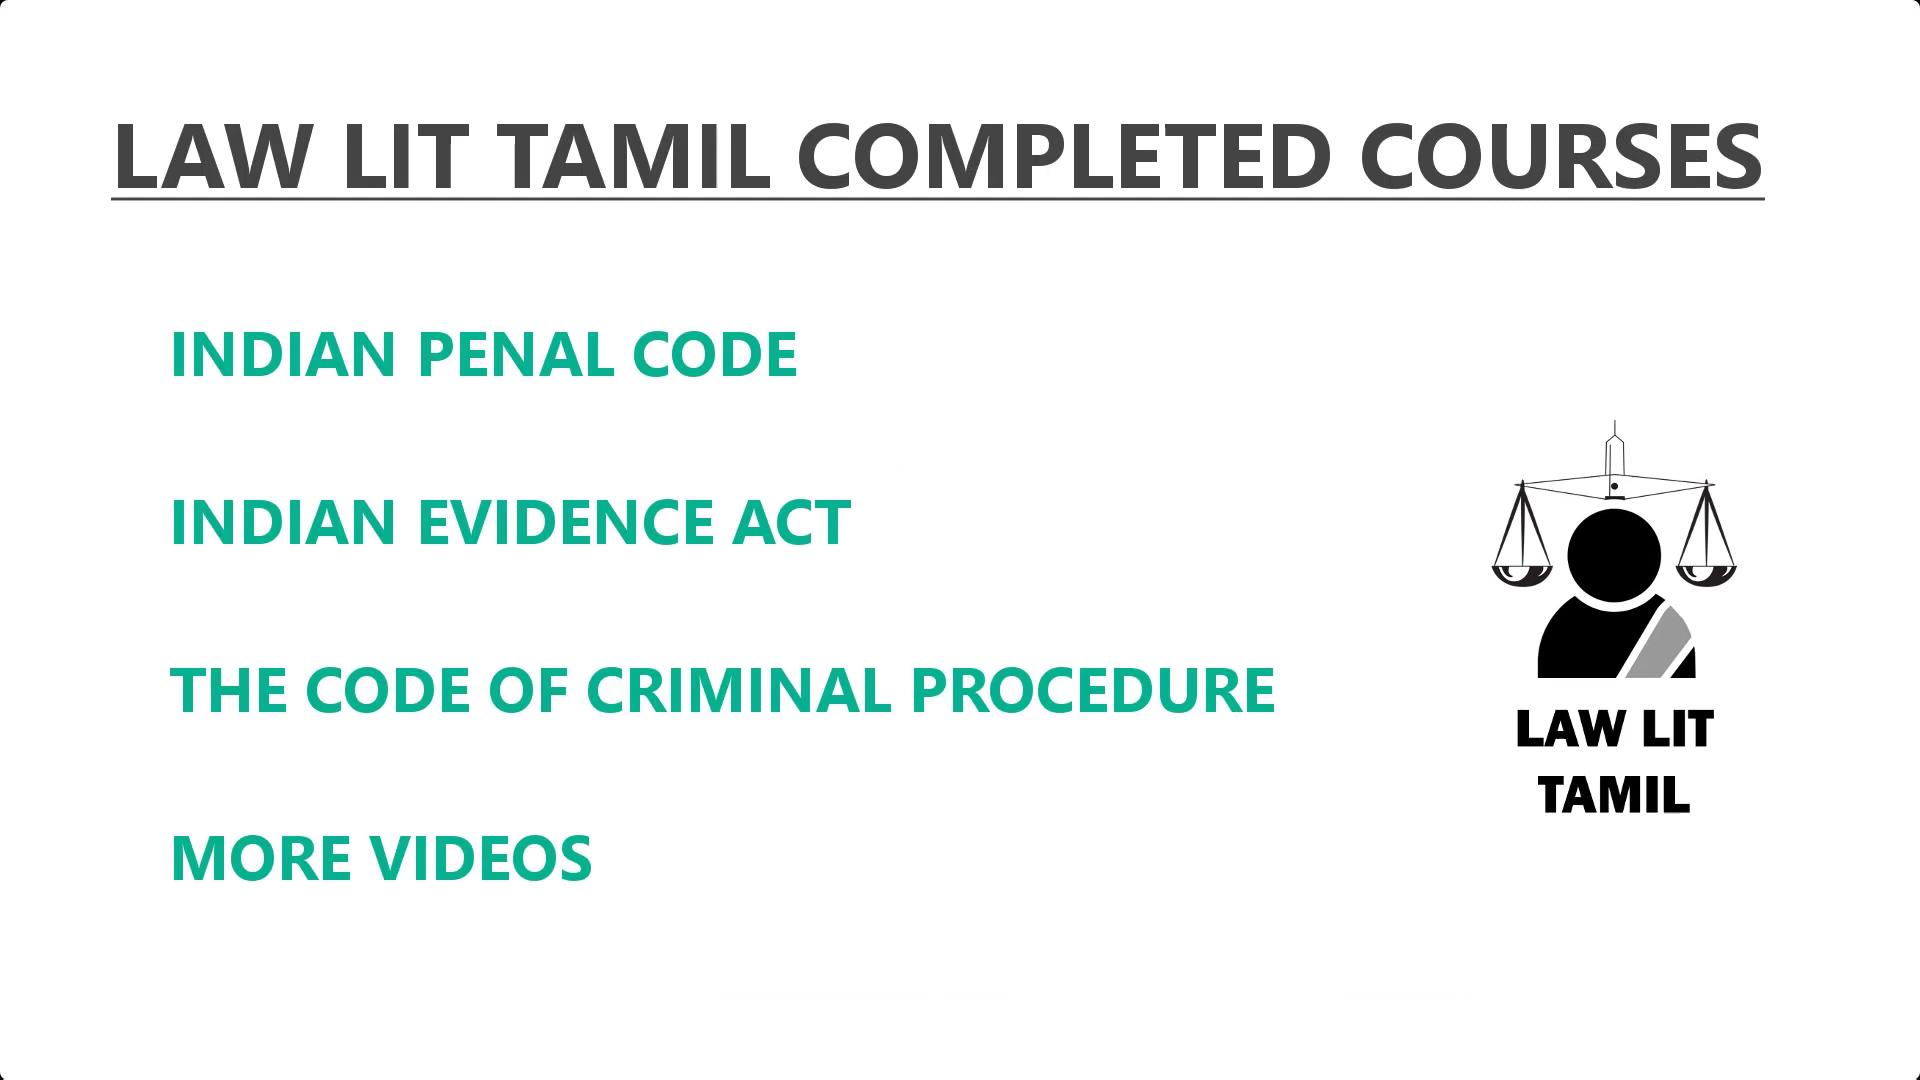 LAW LIT TAMIL COMPLETED COURSES
INDIAN PENAL CODE
INDIAN EVIDENCE ACT
THE CODE OF CRIMINAL PROCEDURE
MORE VIDEOS
LAW LIT
TAMIL